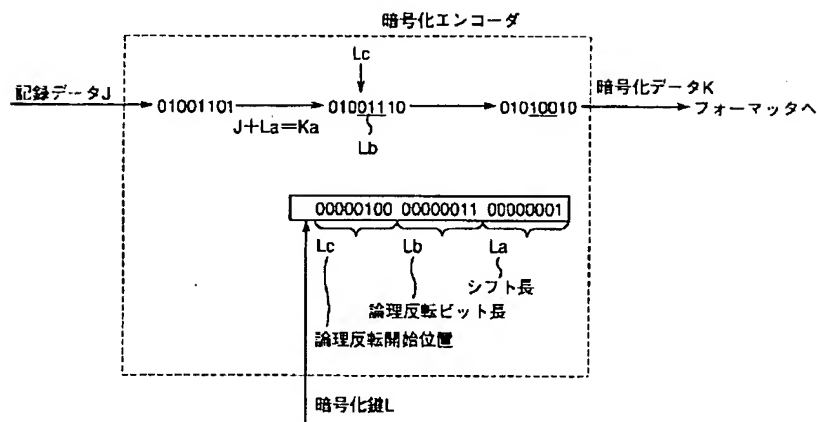 暗号化エンコーダ
Lc
記録データJ
01001101
J+La=Ka
01001110
Lb
01010010
暗号化データK
フォーマッタへ
00000100 00000011 00000001
Lc
Lb
La
シフト長
論理反転ビット長
論理反転開始位置
暗号化鍵L